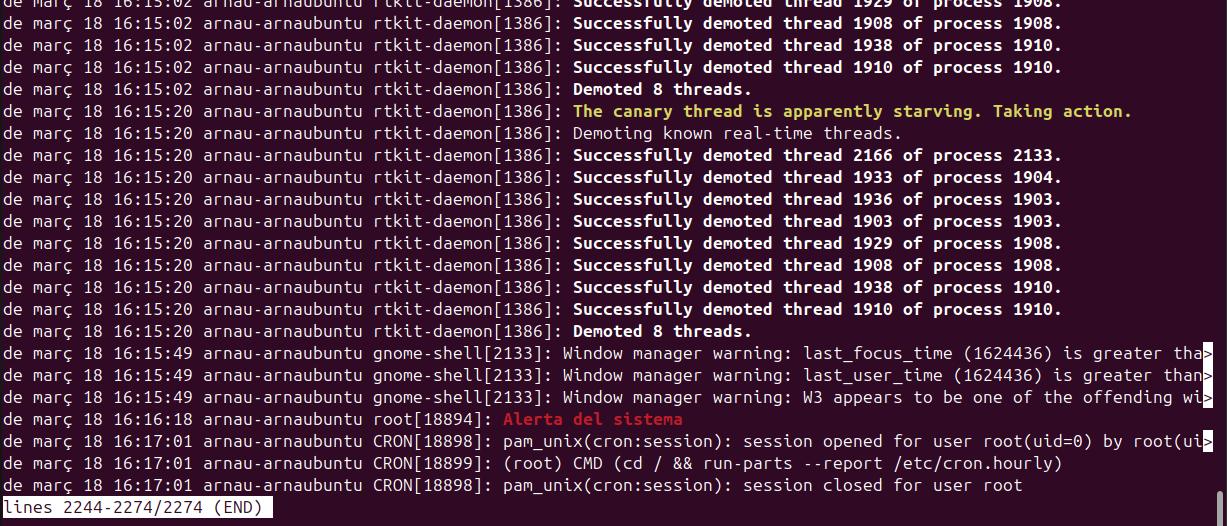 de març 18 16:15:02 arnau-arnaubuntu rtkit-daemon[1386]: Successfully demoted thread 1929 of process 1908.
de març 18 16:15:02 arnau-arnaubuntu rtkit-daemon[1386]: Successfully demoted thread 1908 of process 1908.
de març 18 16:15:02 arnau-arnaubuntu rtkit-daemon[1386]: Successfully demoted thread 1938 of process 1910.
de març 18 16:15:02 arnau-arnaubuntu rtkit-daemon[1386]: Successfully demoted thread 1910 of process 1910.
de març 18 16:15:02 arnau-arnaubuntu rtkit-daemon[1386]: Demoted 8 threads.
de març 18 16:15:20 arnau-arnaubuntu rtkit-daemon[1386]: The canary thread is apparently starving. Taking action.
de març 18 16:15:20 arnau-arnaubuntu rtkit-daemon[1386]: Demoting known real-time threads.
de març 18 16:15:20 arnau-arnaubuntu rtkit-daemon[1386]: Successfully demoted thread 2166 of process 2133.
de març 18 16:15:20 arnau-arnaubuntu rtkit-daemon[1386]: Successfully demoted thread 1933 of process 1904.
de març 18 16:15:20 arnau-arnaubuntu rtkit-daemon[1386]: Successfully demoted thread 1936 of process 1903.
de març 18 16:15:20 arnau-arnaubuntu rtkit-daemon[1386]: Successfully demoted thread 1903 of process 1903.
de març 18 16:15:20 arnau-arnaubuntu rtkit-daemon[1386]: Successfully demoted thread 1929 of process 1908.
de març 18 16:15:20 arnau-arnaubuntu rtkit-daemon[1386]: Successfully demoted thread 1908 of process 1908.
de març 18 16:15:20 arnau-arnaubuntu rtkit-daemon[1386]: Successfully demoted thread 1938 of process 1910.
de març 18 16:15:20 arnau-arnaubuntu rtkit-daemon[1386]: Successfully demoted thread 1910 of process 1910.
de març 18 16:15:20 arnau-arnaubuntu rtkit-daemon[1386]: Demoted 8 threads.
de març 18 16:15:49 arnau-arnaubuntu gnome-shell[2133]: Window manager warning: last_focus_time (1624436) is greater tha>
de març 18 16:15:49 arnau-arnaubuntu gnome-shell[2133]: Window manager warning: last_user_time (1624436) is greater than>
de març 18 16:15:49 arnau-arnaubuntu gnome-shell[2133]: Window manager warning: W3 appears to be one of the offending wi>
de març 18 16:16:18 arnau-arnaubuntu root[18894]: Alerta del sistema
de març 18 16:17:01 arnau-arnaubuntu CRON[18898]: pam_unix(cron:session): session opened for user root(uid=0) by root(ui>
de març 18 16:17:01 arnau-arnaubuntu CRON[18899]: (root) CMD (cd / && run-parts --report /etc/cron.hourly)
de març 18 16:17:01 arnau-arnaubuntu CRON[18898]: pam_unix(cron:session): session closed for user root
lines 2244-2274/2274 (END)